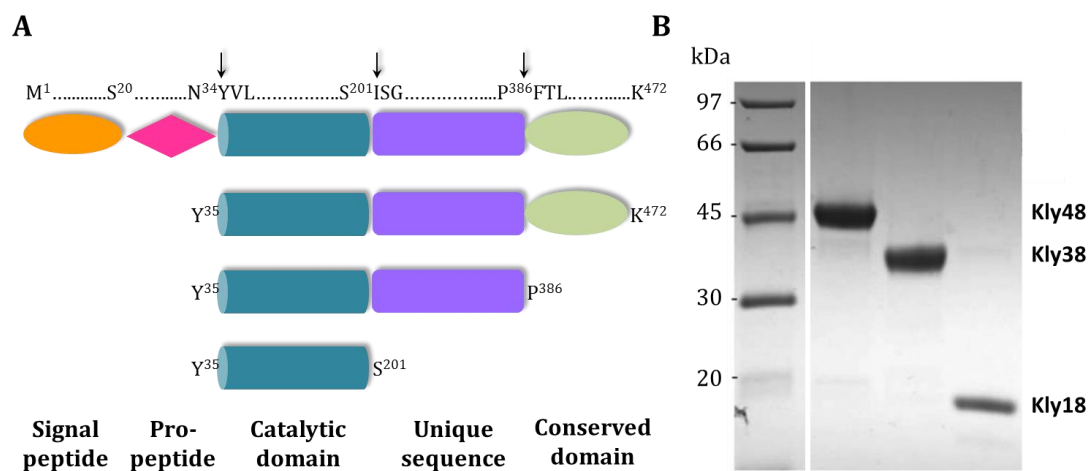 A
M¹...........S²⁰ .........N³⁴YVL...............S²⁰¹ISG................P³⁸⁶FTL...........K⁴⁷²
Y³⁵ K⁴⁷²
Y³⁵ P³⁸⁶
Y³⁵ S²⁰¹
Signal peptide
Pro-peptide
Catalytic domain
Unique sequence
Conserved domain
B
kDa
97 -
66 -
45 -
30 -
20 -
Kly48
Kly38
Kly18